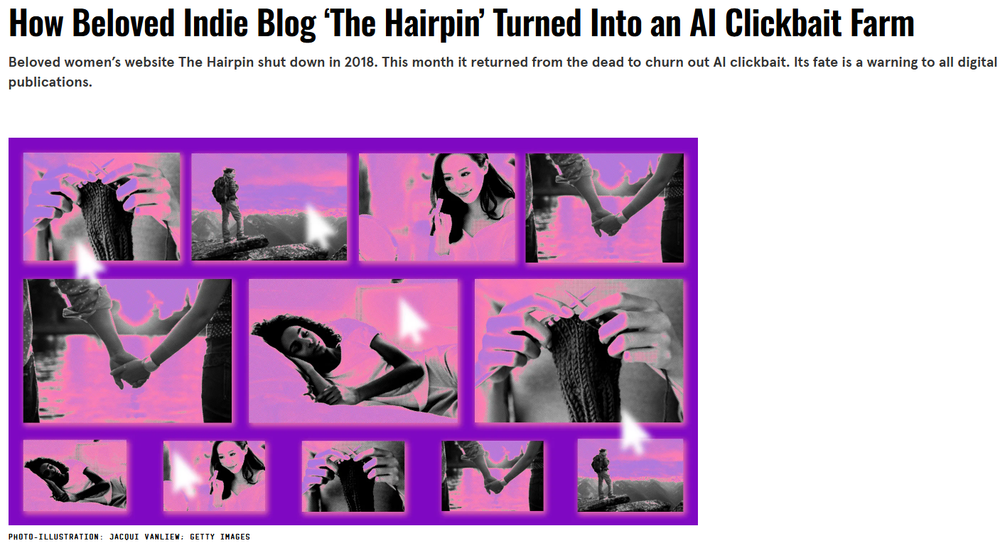 How Beloved Indie Blog ‘The Hairpin’ Turned Into an AI Clickbait Farm
Beloved women’s website The Hairpin shut down in 2018. This month it returned from the dead to churn out AI clickbait. Its fate is a warning to all digital
publications.
PHOTO-ILLUSTRATION: JACQUI VANLIEW; GETTY IMAGES